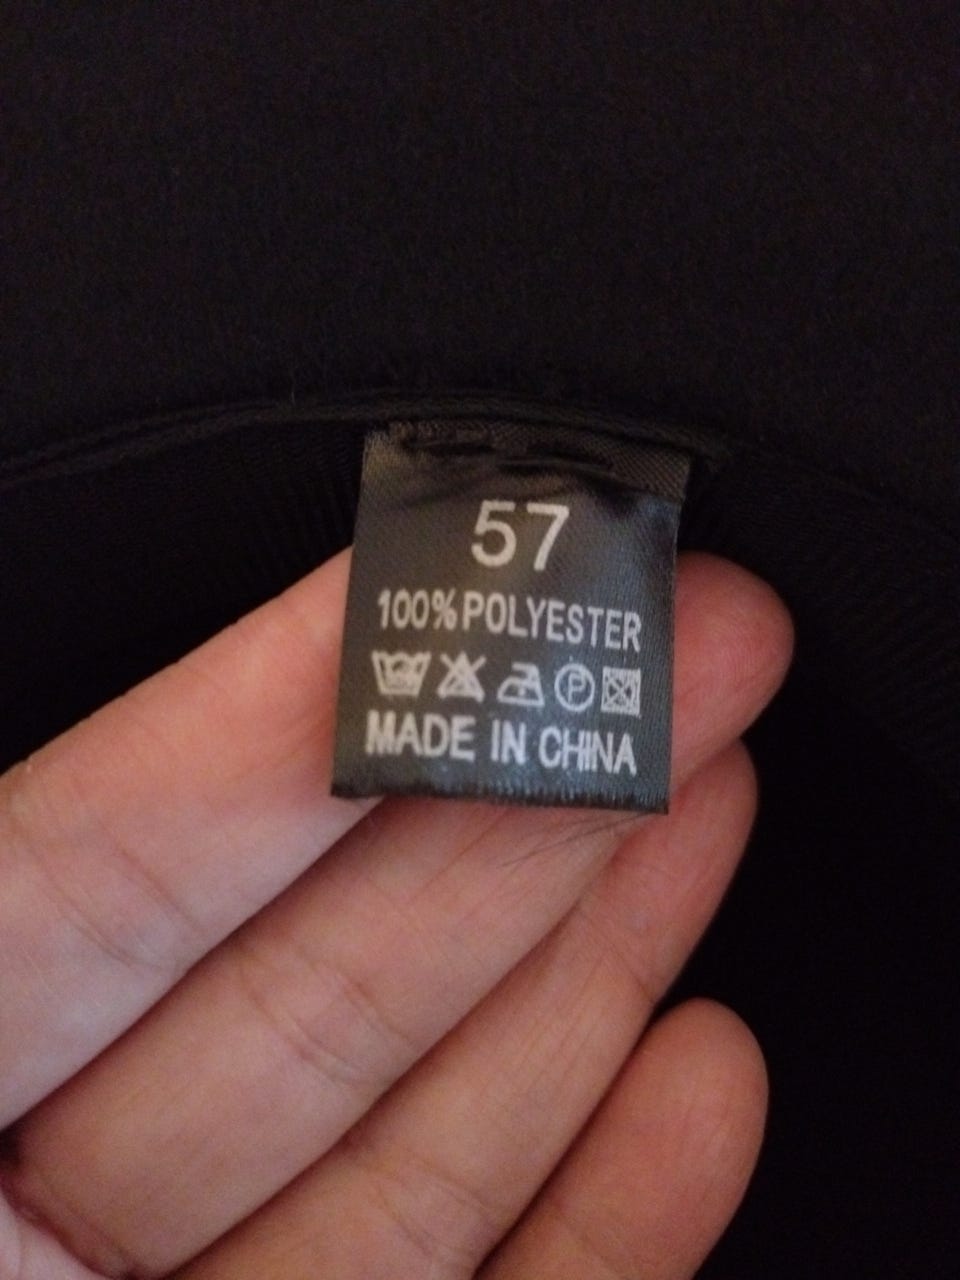 57
100% POLYESTER
P
MADE IN CHINA